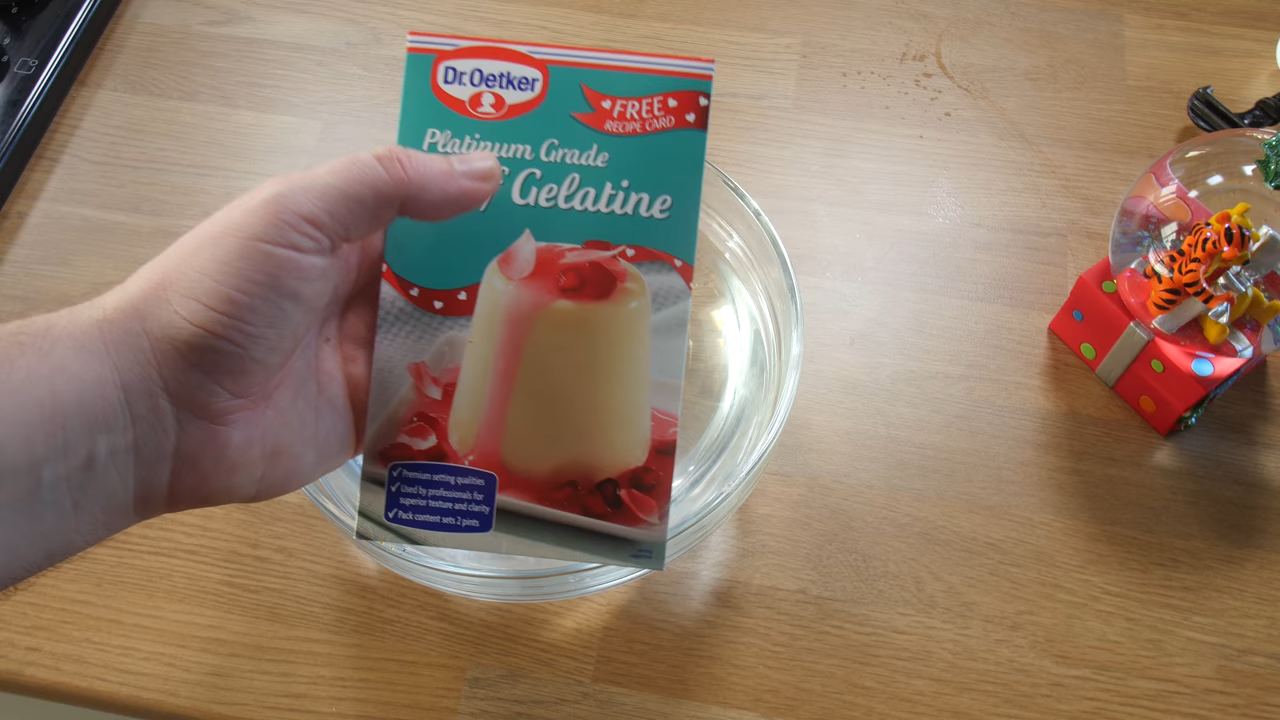 Dr. Oetker
FREE
RECIPE CARD
Platinum Grade
Gelatine
✓ Premium setting qualities
✓ Used by professionals for
superior texture and clarity
✓ Pack content sets 2 pints